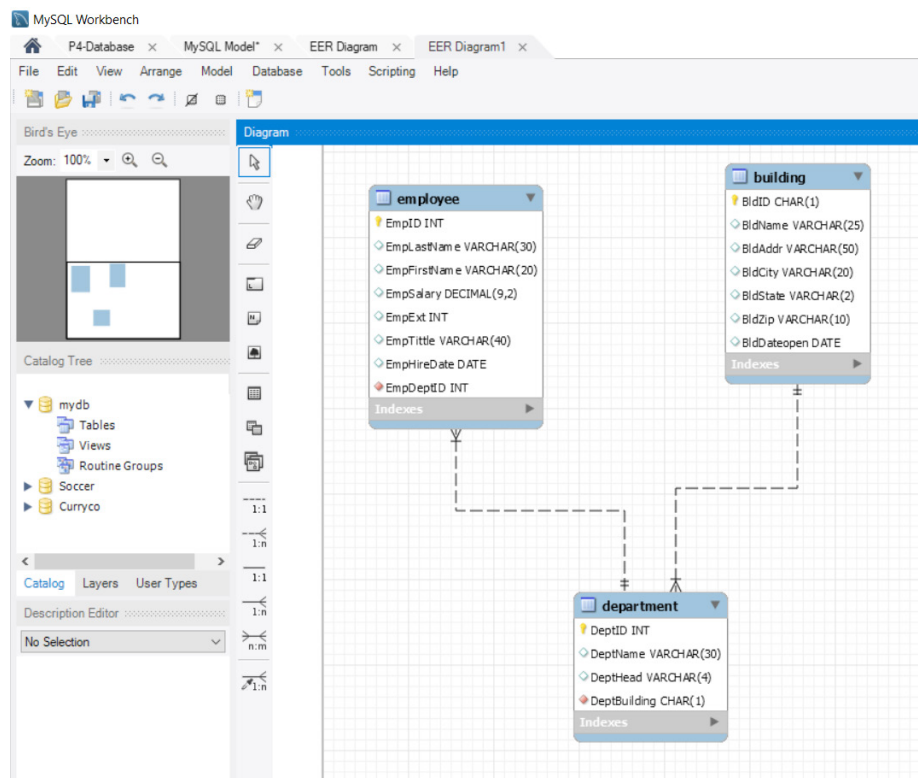 MySQL Workbench
P4-Database × MySQL Model* × EER Diagram × EER Diagram1 ×
File Edit View Arrange Model Database Tools Scripting Help
Bird's Eye
Zoom: 100%
Diagram
employee
EmpID INT
EmpLastName VARCHAR(30)
EmpFirstName VARCHAR(20)
EmpSalary DECIMAL(9,2)
EmpExt INT
EmpTittle VARCHAR(40)
EmpHireDate DATE
EmpDeptID INT
Indexes
building
BldID CHAR(1)
BldName VARCHAR(25)
BldAddr VARCHAR(50)
BldCity VARCHAR(20)
BldState VARCHAR(2)
BldZip VARCHAR(10)
BldDateopen DATE
Indexes
department
DeptID INT
DeptName VARCHAR(30)
DeptHead VARCHAR(4)
DeptBuilding CHAR(1)
Indexes
Catalog Tree
mydb
Tables
Views
Routine Groups
Soccer
Curryco
Catalog Layers User Types
Description Editor
No Selection
1:1
1:n
1:1
1:n
n:m
1:n